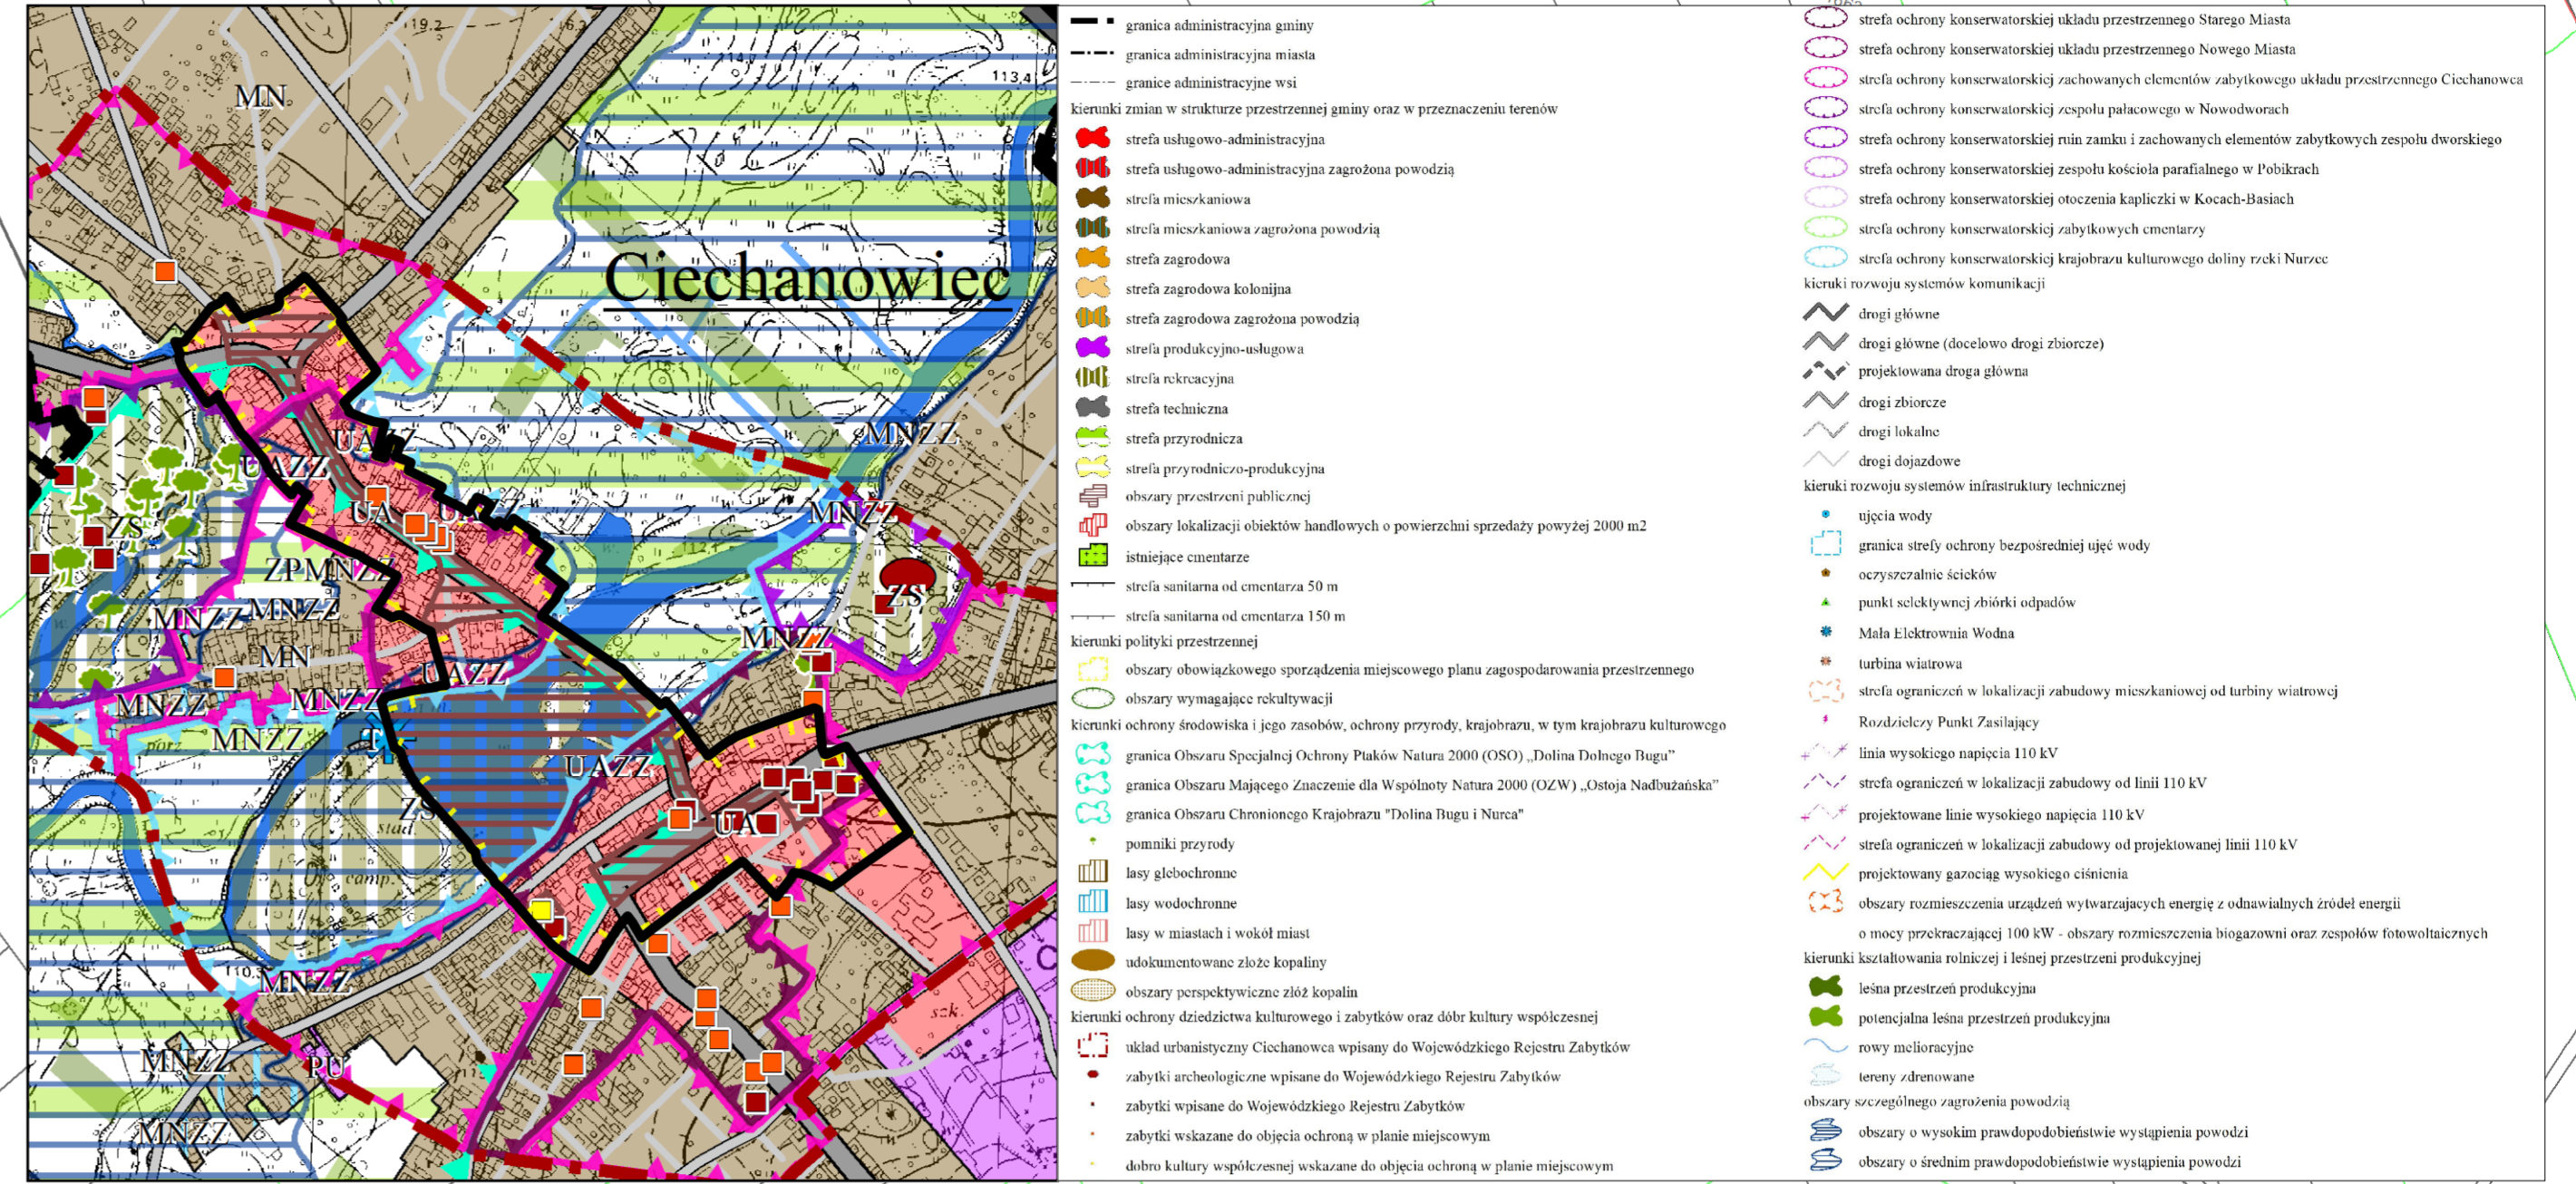 19.2
6.2
113,4
MN
Ciechanowiec
MNZZ
UAZZ
UAZZ
MNZZ
UA
ZS
ZPMNZZ
ZS
MNZZ
MNZZ
MNZZ
MN
UAZZ
MNZZ
MNZZ
MNZZ
T
porz
UAZZ
ZS
stad.
UA
camp.
110.3
MNZZ
C
szk.
MNZZ
PU
MNZZ
granica administracyjna gminy
granica administracyjna miasta
granice administracyjne wsi
kierunki zmian w strukturze przestrzennej gminy oraz w przeznaczeniu terenów
strefa usługowo-administracyjna
strefa usługowo-administracyjna zagrożona powodzią
strefa mieszkaniowa
strefa mieszkaniowa zagrożona powodzią
strefa zagrodowa
strefa zagrodowa kolonijna
strefa zagrodowa zagrożona powodzią
strefa produkcyjno-usługowa
strefa rekreacyjna
strefa techniczna
strefa przyrodnicza
strefa przyrodniczo-produkcyjna
obszary przestrzeni publicznej
obszary lokalizacji obiektów handlowych o powierzchni sprzedaży powyżej 2000 m2
istniejące cmentarze
strefa sanitarna od cmentarza 50 m
strefa sanitarna od cmentarza 150 m
kierunki polityki przestrzennej
obszary obowiązkowego sporządzenia miejscowego planu zagospodarowania przestrzennego
obszary wymagające rekultywacji
kierunki ochrony środowiska i jego zasobów, ochrony przyrody, krajobrazu, w tym krajobrazu kulturowego
granica Obszaru Specjalnej Ochrony Ptaków Natura 2000 (OSO) „Dolina Dolnego Bugu”
granica Obszaru Mającego Znaczenie dla Wspólnoty Natura 2000 (OZW) „Ostoja Nadbużańska”
granica Obszaru Chronionego Krajobrazu "Dolina Bugu i Nurca"
pomniki przyrody
lasy glebochronne
lasy wodochronne
lasy w miastach i wokół miast
udokumentowane złoże kopaliny
obszary perspektywiczne złóż kopalin
kierunki ochrony dziedzictwa kulturowego i zabytków oraz dóbr kultury współczesnej
układ urbanistyczny Ciechanowca wpisany do Wojewódzkiego Rejestru Zabytków
zabytki archeologiczne wpisane do Wojewódzkiego Rejestru Zabytków
zabytki wpisane do Wojewódzkiego Rejestru Zabytków
zabytki wskazane do objęcia ochroną w planie miejscowym
dobro kultury współczesnej wskazane do objęcia ochroną w planie miejscowym
strefa ochrony konserwatorskiej układu przestrzennego Starego Miasta
strefa ochrony konserwatorskiej układu przestrzennego Nowego Miasta
strefa ochrony konserwatorskiej zachowanych elementów zabytkowego układu przestrzennego Ciechanowca
strefa ochrony konserwatorskiej zespołu pałacowego w Nowodworach
strefa ochrony konserwatorskiej ruin zamku i zachowanych elementów zabytkowych zespołu dworskiego
strefa ochrony konserwatorskiej zespołu kościoła parafialnego w Pobikrach
strefa ochrony konserwatorskiej otoczenia kapliczki w Kocach-Basiach
strefa ochrony konserwatorskiej zabytkowych cmentarzy
strefa ochrony konserwatorskiej krajobrazu kulturowego doliny rzeki Nurzec
kieruki rozwoju systemów komunikacji
drogi główne
drogi główne (docelowo drogi zbiorcze)
projektowana droga główna
drogi zbiorcze
drogi lokalne
drogi dojazdowe
kieruki rozwoju systemów infrastruktury technicznej
ujęcia wody
granica strefy ochrony bezpośredniej ujęć wody
oczyszczalnie ścieków
punkt selektywnej zbiórki odpadów
Mała Elektrownia Wodna
turbina wiatrowa
strefa ograniczeń w lokalizacji zabudowy mieszkaniowej od turbiny wiatrowej
Rozdzielczy Punkt Zasilający
linia wysokiego napięcia 110 kV
strefa ograniczeń w lokalizacji zabudowy od linii 110 kV
projektowane linie wysokiego napięcia 110 kV
strefa ograniczeń w lokalizacji zabudowy od projektowanej linii 110 kV
projektowany gazociąg wysokiego ciśnienia
obszary rozmieszczenia urządzeń wytwarzajacych energię z odnawialnych źródeł energii
o mocy przekraczającej 100 kW - obszary rozmieszczenia biogazowni oraz zespołów fotowoltaicznych
kierunki kształtowania rolniczej i leśnej przestrzeni produkcyjnej
leśna przestrzeń produkcyjna
potencjalna leśna przestrzeń produkcyjna
rowy melioracyjne
tereny zdrenowane
obszary szczególnego zagrożenia powodzią
obszary o wysokim prawdopodobieństwie wystąpienia powodzi
obszary o średnim prawdopodobieństwie wystąpienia powodzi